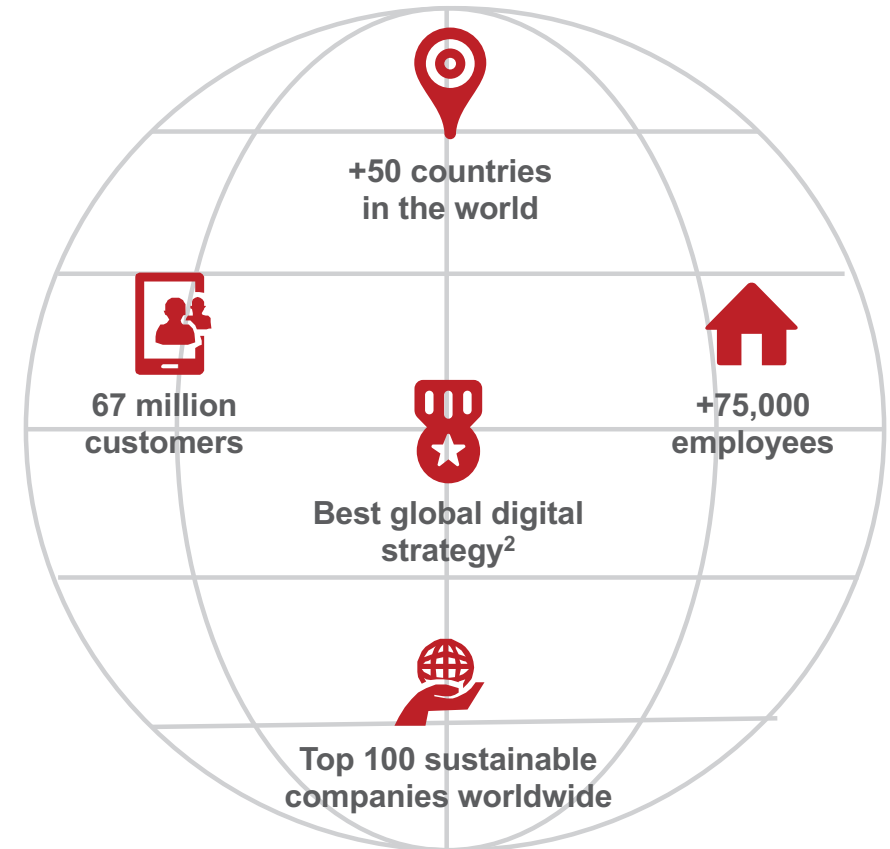 +50 countries
in the world
67 million
customers
+75,000
employees
Best global digital
strategy²
Top 100 sustainable
companies worldwide